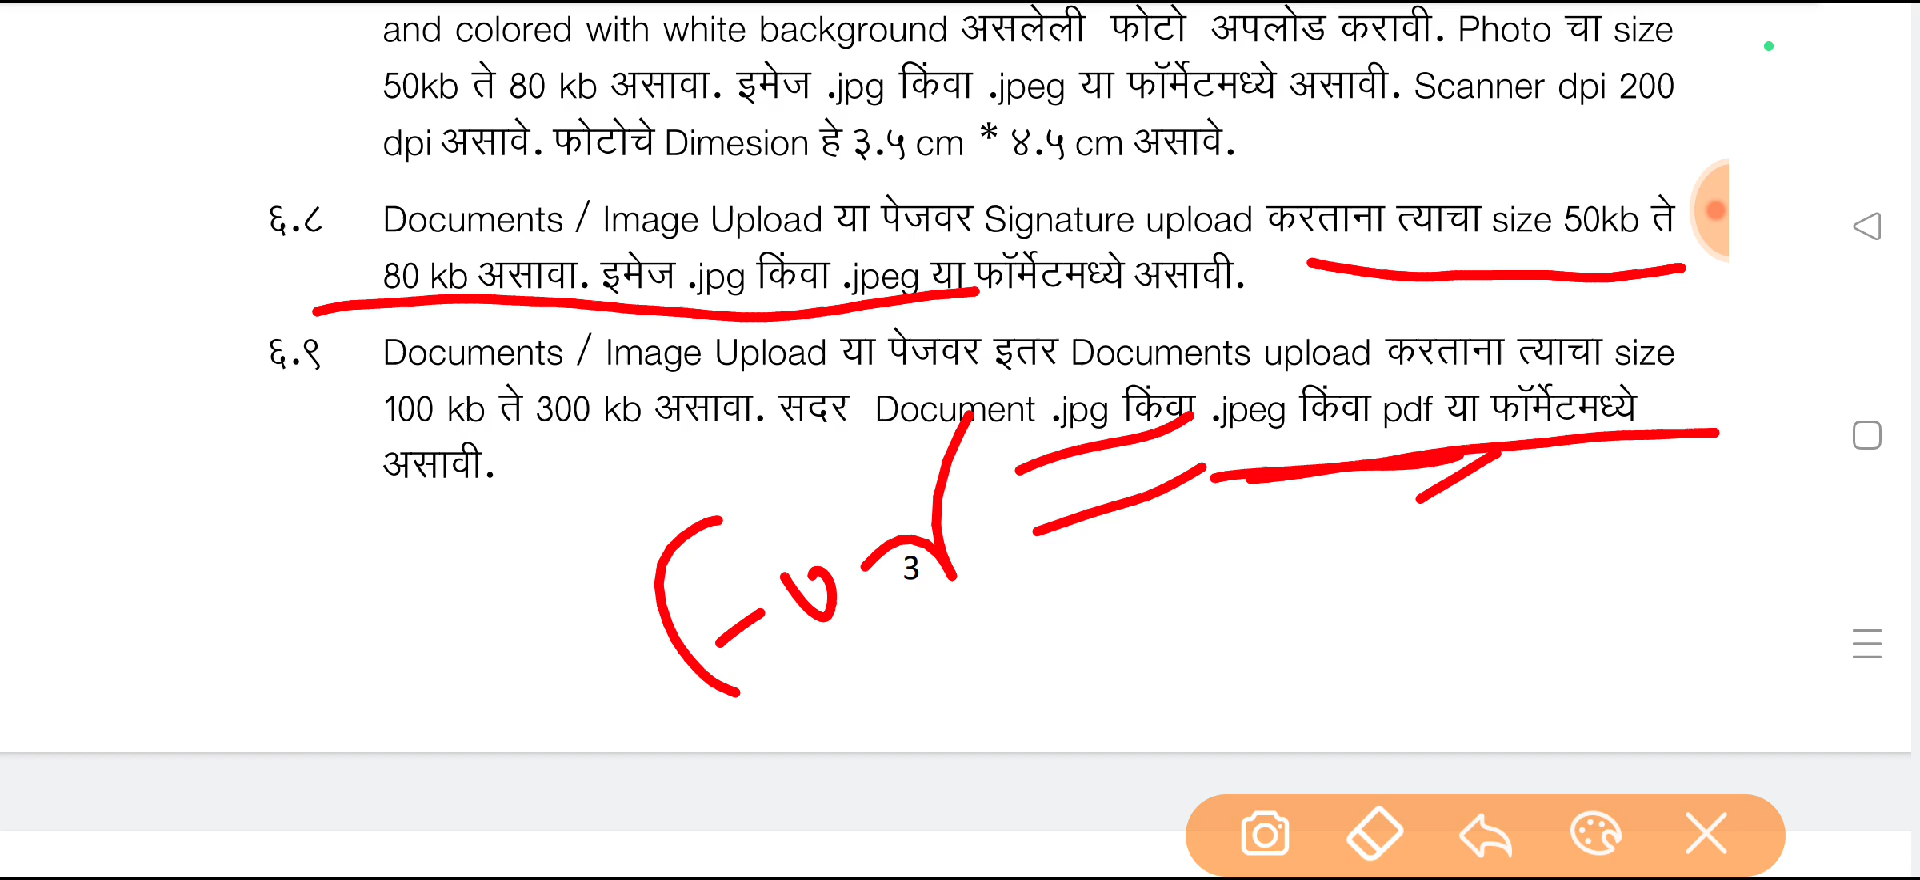 and colored with white background असलेली फोटो अपलोड करावी. Photo चा size
50kb ते 80 kb असावा. इमेज .jpg किंवा .jpeg या फॉर्मेटमध्ये असावी. Scanner dpi 200
dpi असावे. फोटोचे Dimesion हे ३.५ cm * ४.५ cm असावे.
६.८ Documents / Image Upload या पेजवर Signature upload करताना त्याचा size 50kb ते
80 kb असावा. इमेज .jpg किंवा .jpeg या फॉर्मेटमध्ये असावी.
६.९ Documents / Image Upload या पेजवर इतर Documents upload करताना त्याचा size
100 kb ते 300 kb असावा. सदर Document .jpg किंवा .jpeg किंवा pdf या फॉर्मेटमध्ये
असावी.
3